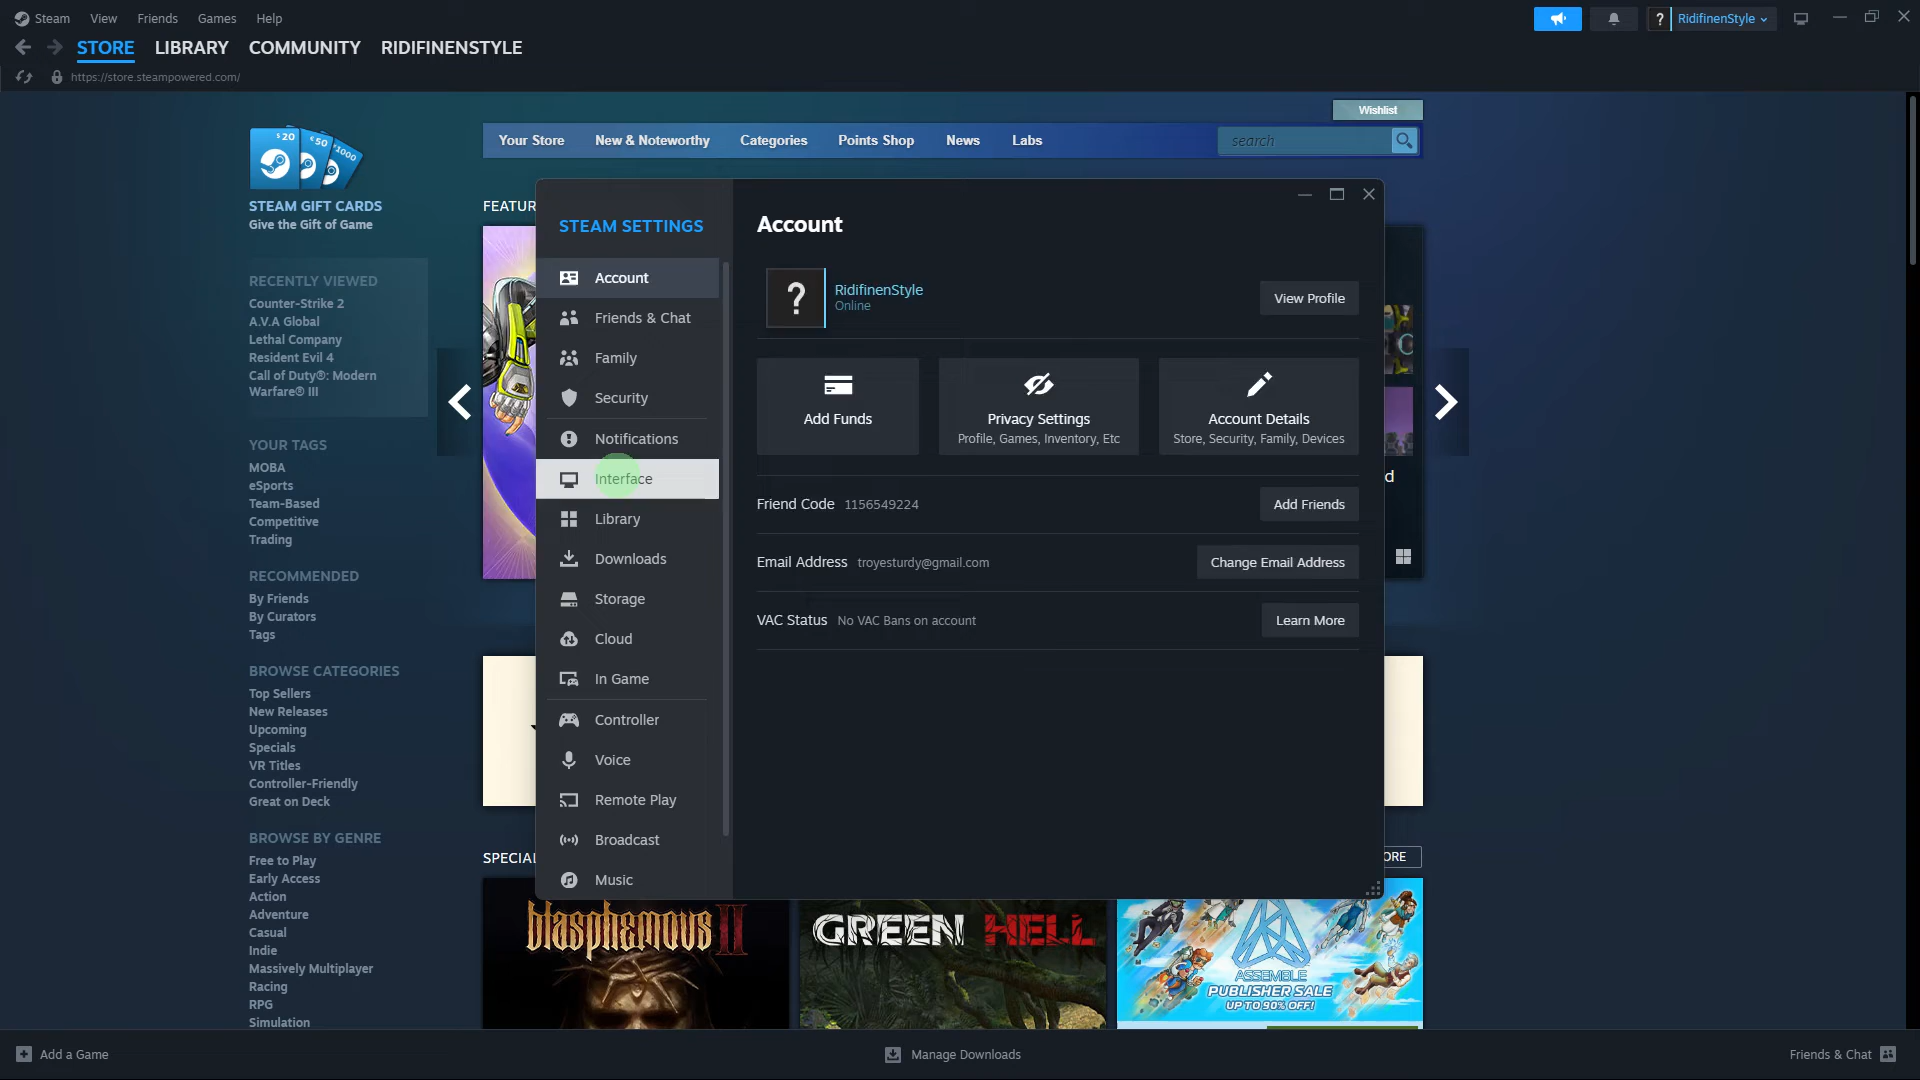 Steam View Friends Games Help
RidifinenStyle
STORE LIBRARY COMMUNITY RIDIFINENSTYLE
https://store.steampowered.com/
Wishlist
Your Store New & Noteworthy Categories Points Shop News Labs
search
$20 €50 ¥1000
STEAM GIFT CARDS
Give the Gift of Game
RECENTLY VIEWED
Counter-Strike 2
A.V.A Global
Lethal Company
Resident Evil 4
Call of Duty®: Modern
Warfare® III
YOUR TAGS
MOBA
eSports
Team-Based
Competitive
Trading
RECOMMENDED
By Friends
By Curators
Tags
BROWSE CATEGORIES
Top Sellers
New Releases
Upcoming
Specials
VR Titles
Controller-Friendly
Great on Deck
BROWSE BY GENRE
Free to Play
Early Access
Action
Adventure
Casual
Indie
Massively Multiplayer
Racing
RPG
Simulation
FEATUR
STEAM SETTINGS
Account
Friends & Chat
Family
Security
Notifications
Interface
Library
Downloads
Storage
Cloud
In Game
Controller
Voice
Remote Play
Broadcast
Music
Account
?
RidifinenStyle
Online
View Profile
Add Funds
Privacy Settings
Profile, Games, Inventory, Etc
Account Details
Store, Security, Family, Devices
Friend Code 1156549224
Add Friends
Email Address troyesturdy@gmail.com
Change Email Address
VAC Status No VAC Bans on account
Learn More
d
SPECIAL
ORE
blasphemous II
GREEN HELL
ASSEMBLE
PUBLISHER SALE
UP TO 90% OFF!
Add a Game
Manage Downloads
Friends & Chat